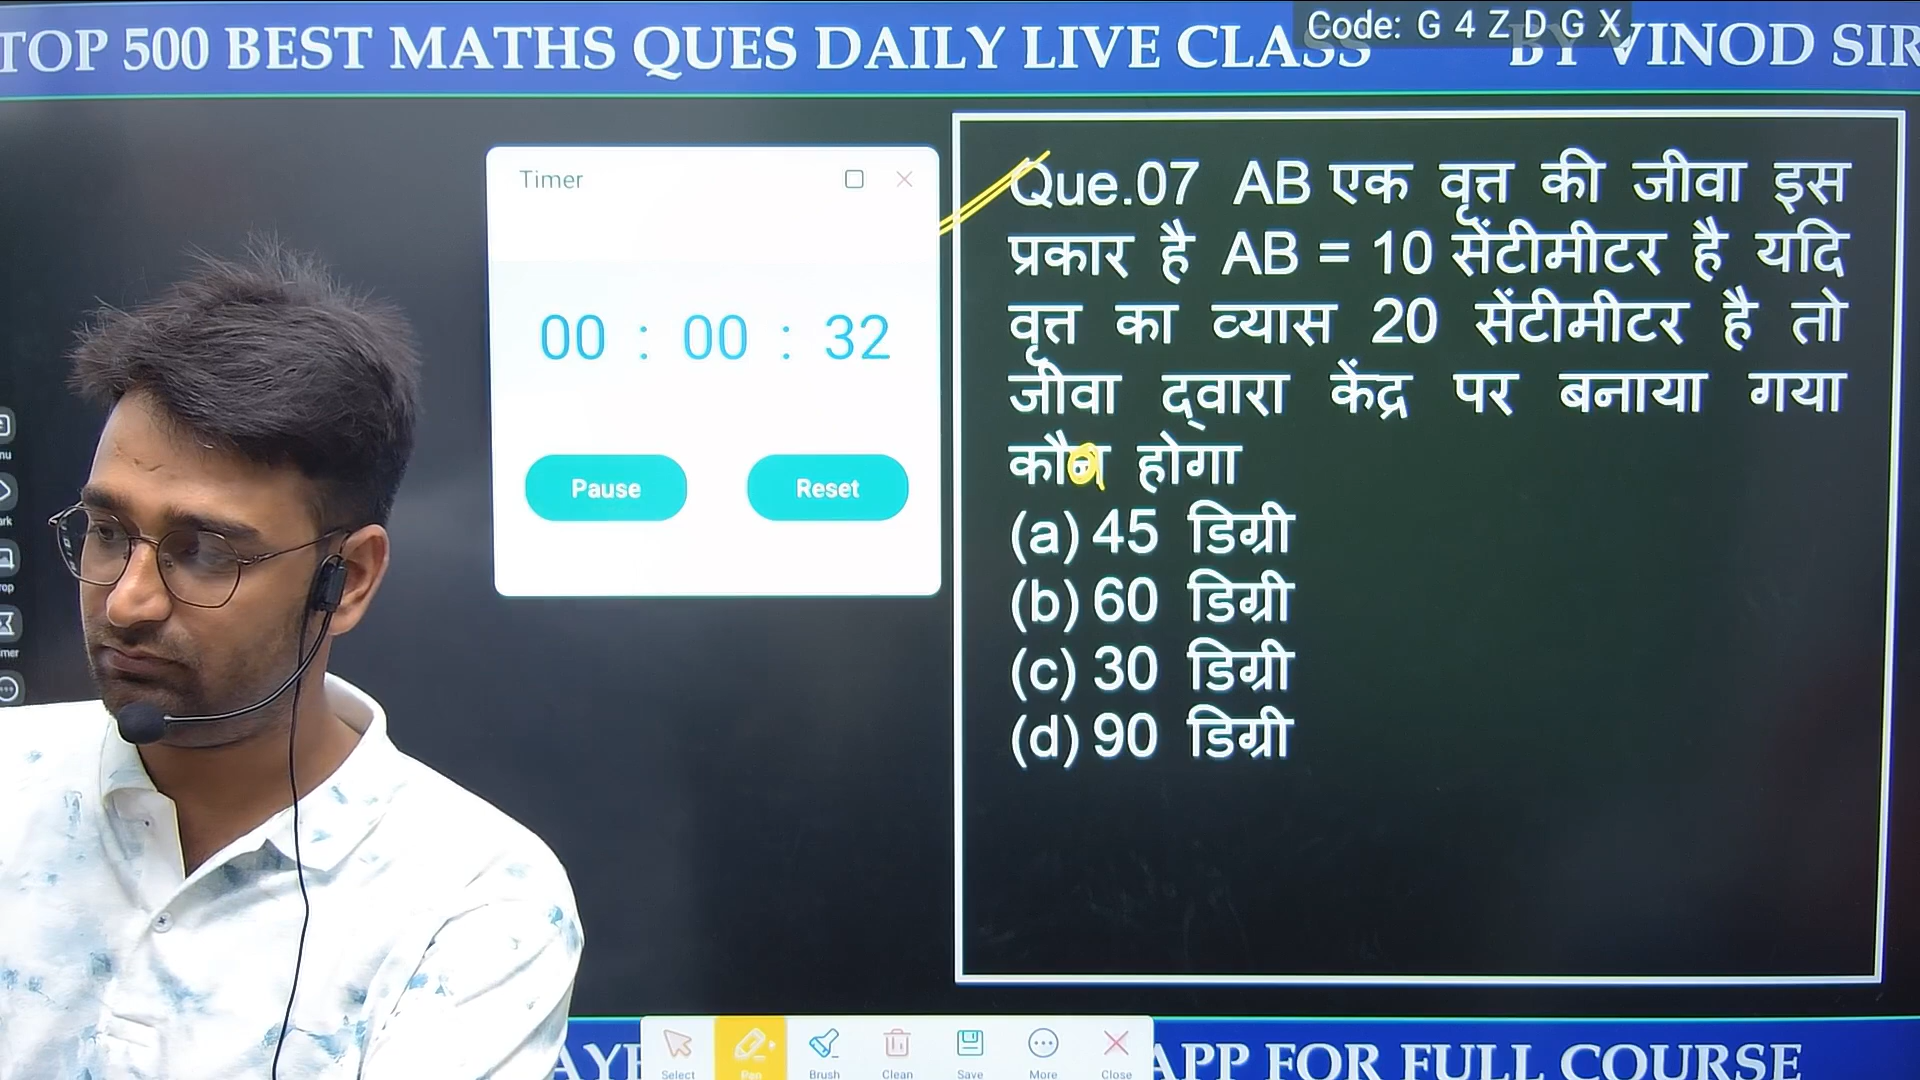 TOP 500 BEST MATHS QUES DAILY LIVE CLASS BY VINOD SIR
Code: G 4 Z D G X
Timer
00 : 00 : 32
Pause
Reset
Que.07 AB एक वृत्त की जीवा इस
प्रकार है AB = 10 सेंटीमीटर है यदि
वृत्त का व्यास 20 सेंटीमीटर है तो
जीवा द्वारा केंद्र पर बनाया गया
कौन होगा
(a) 45 डिग्री
(b) 60 डिग्री
(c) 30 डिग्री
(d) 90 डिग्री
Select
Pen
Brush
Clean
Save
More
Close
APP FOR FULL COURSE